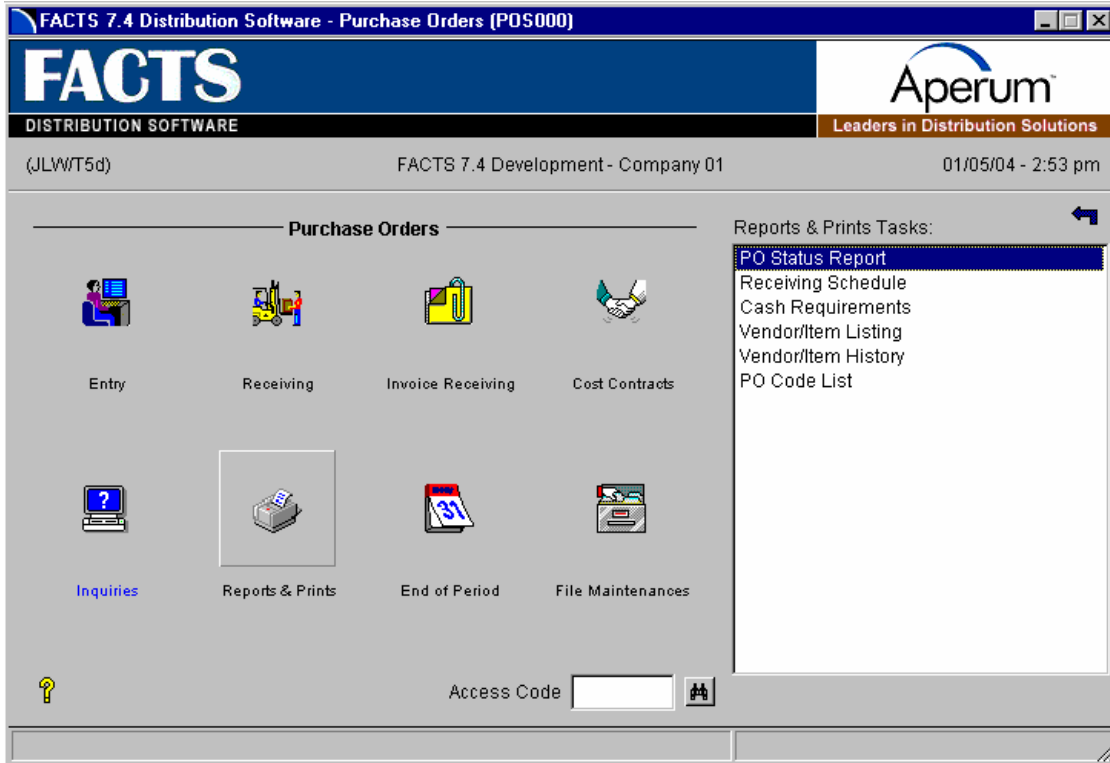 FACTS 7.4 Distribution Software - Purchase Orders (POS000)
FACTS
DISTRIBUTION SOFTWARE
Aperum™
Leaders in Distribution Solutions
(JLW/T5d)
FACTS 7.4 Development - Company 01
01/05/04 - 2:53 pm
Purchase Orders
Entry
Receiving
Invoice Receiving
Cost Contracts
?
31
Inquiries
Reports & Prints
End of Period
File Maintenances
?
Access Code
Reports & Prints Tasks:
PO Status Report
Receiving Schedule
Cash Requirements
Vendor/Item Listing
Vendor/Item History
PO Code List